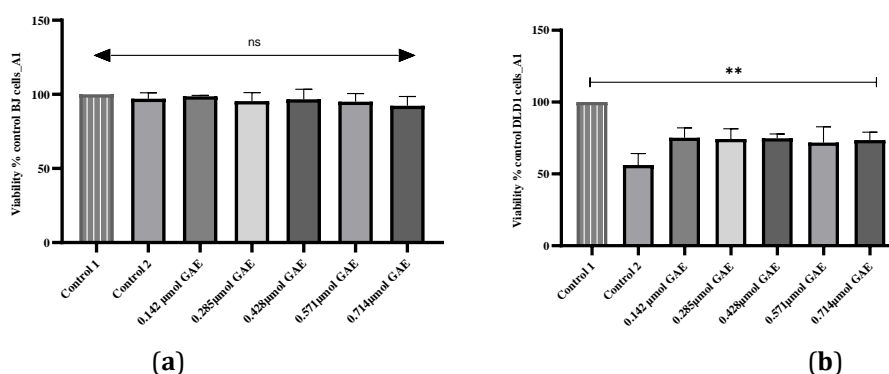 Viability % control BJ cells_A1
150
100
50
0
ns
Control 1
Control 2
0.142 µmol GAE
0.285µmol GAE
0.428µmol GAE
0.571µmol GAE
0.714µmol GAE
(a)
Viability % control DLD1 cells_A1
150
100
50
0
**
Control 1
Control 2
0.142 µmol GAE
0.285µmol GAE
0.428µmol GAE
0.571µmol GAE
0.714µmol GAE
(b)